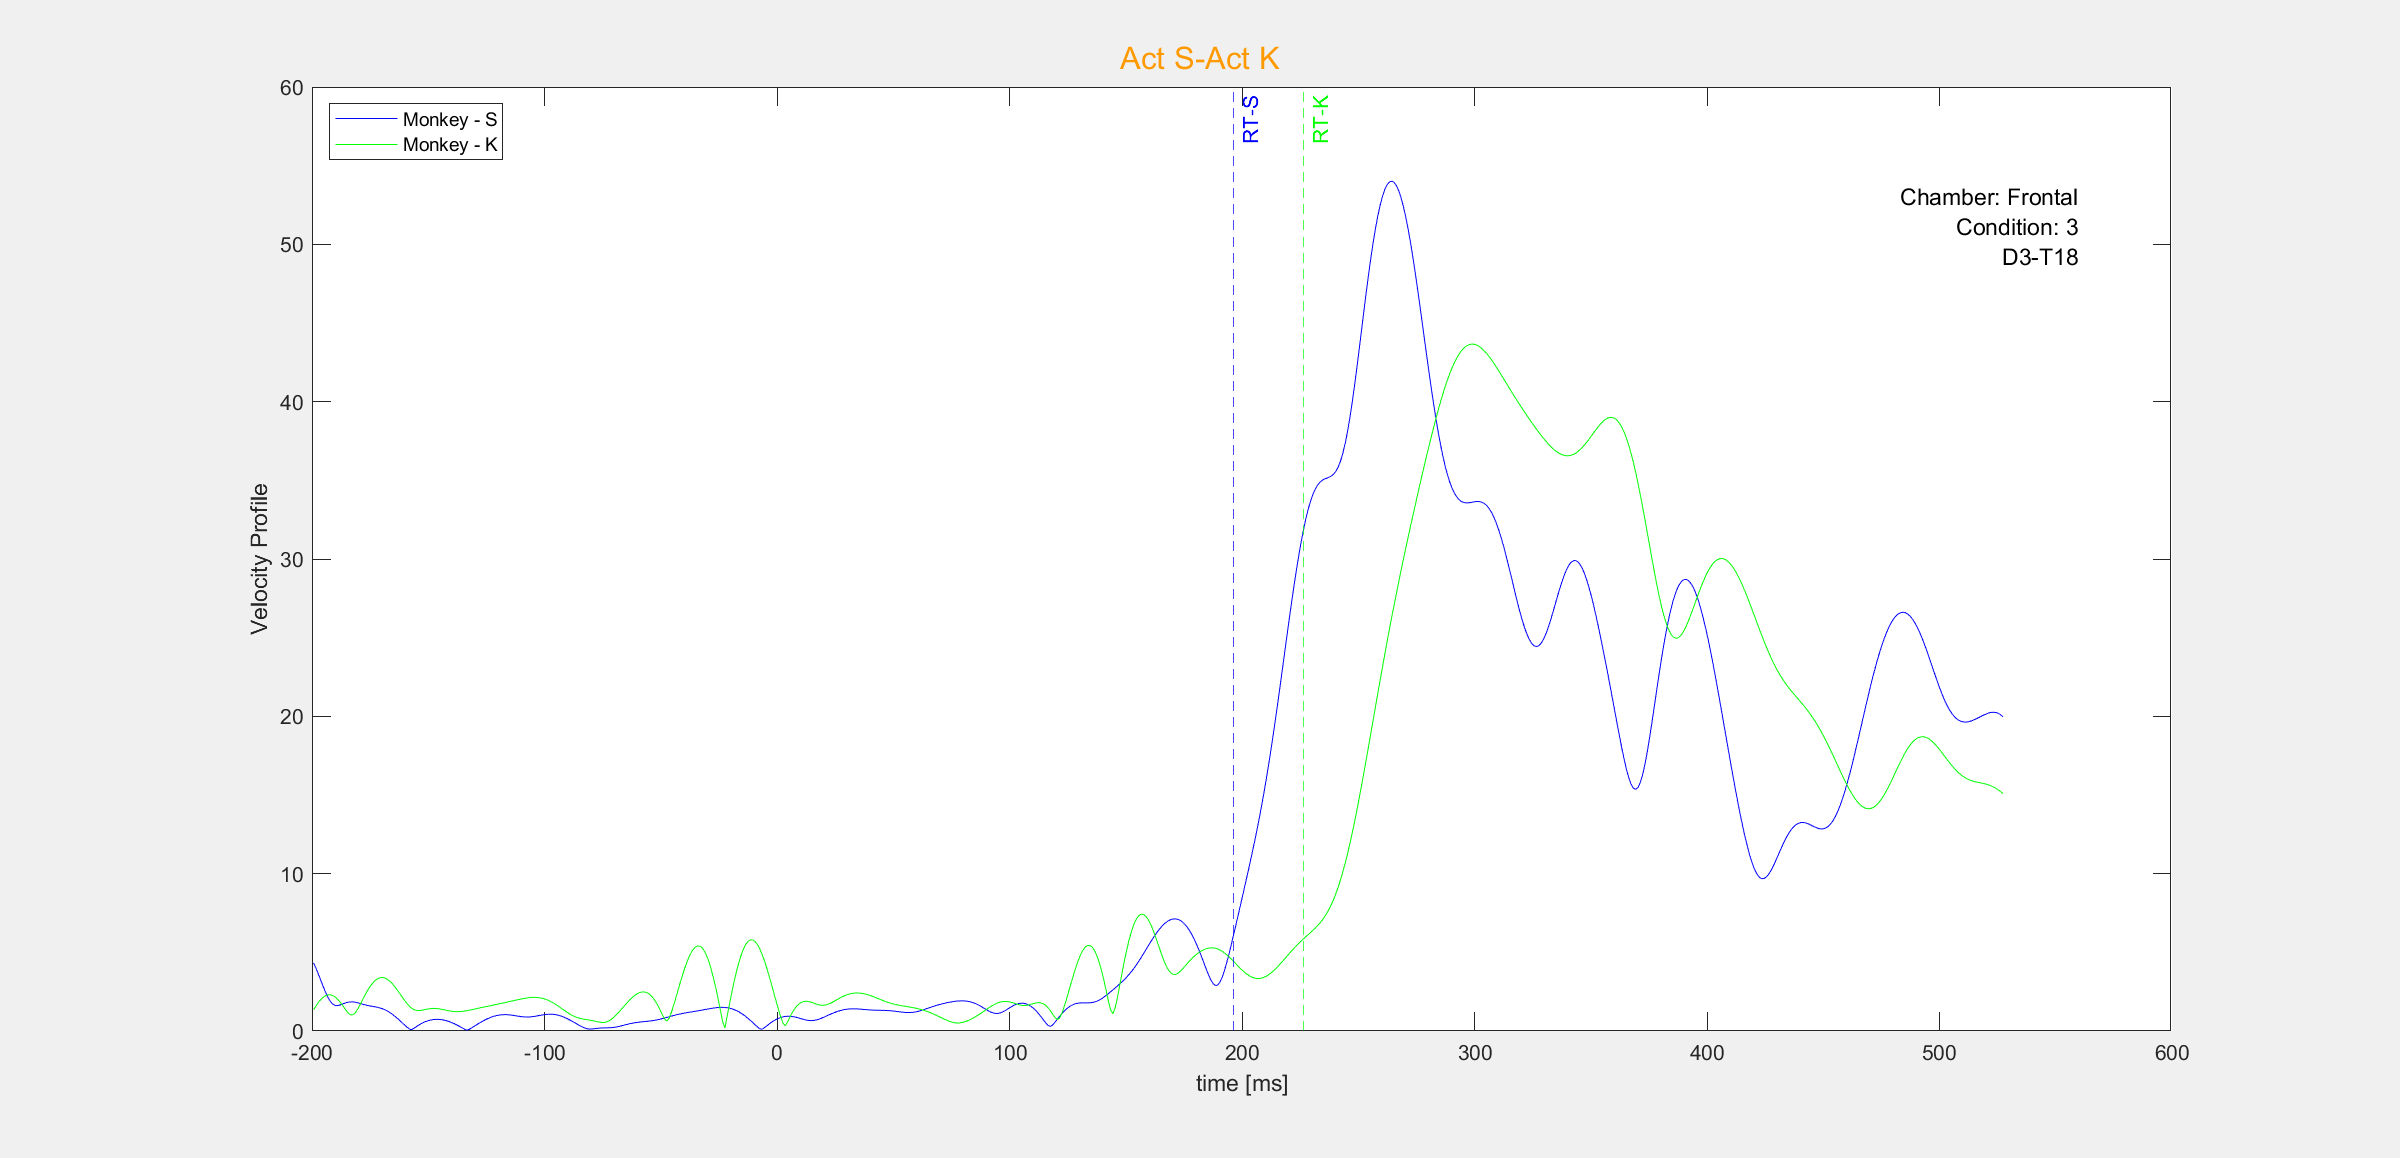 Act S-Act K
60
50
40
30
20
10
0
Velocity Profile
Monkey - S
Monkey - K
RT-S
RT-K
Chamber: Frontal
Condition: 3
D3-T18
-200
-100
0
100
200
300
400
500
600
time [ms]